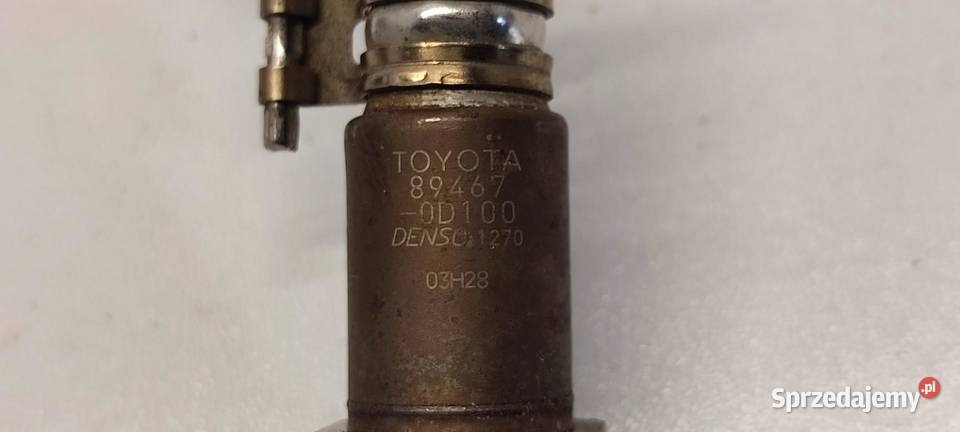 TOYOTA
89467
-0D100
DENSO 1270
03H28
Sprzedajemy.pl